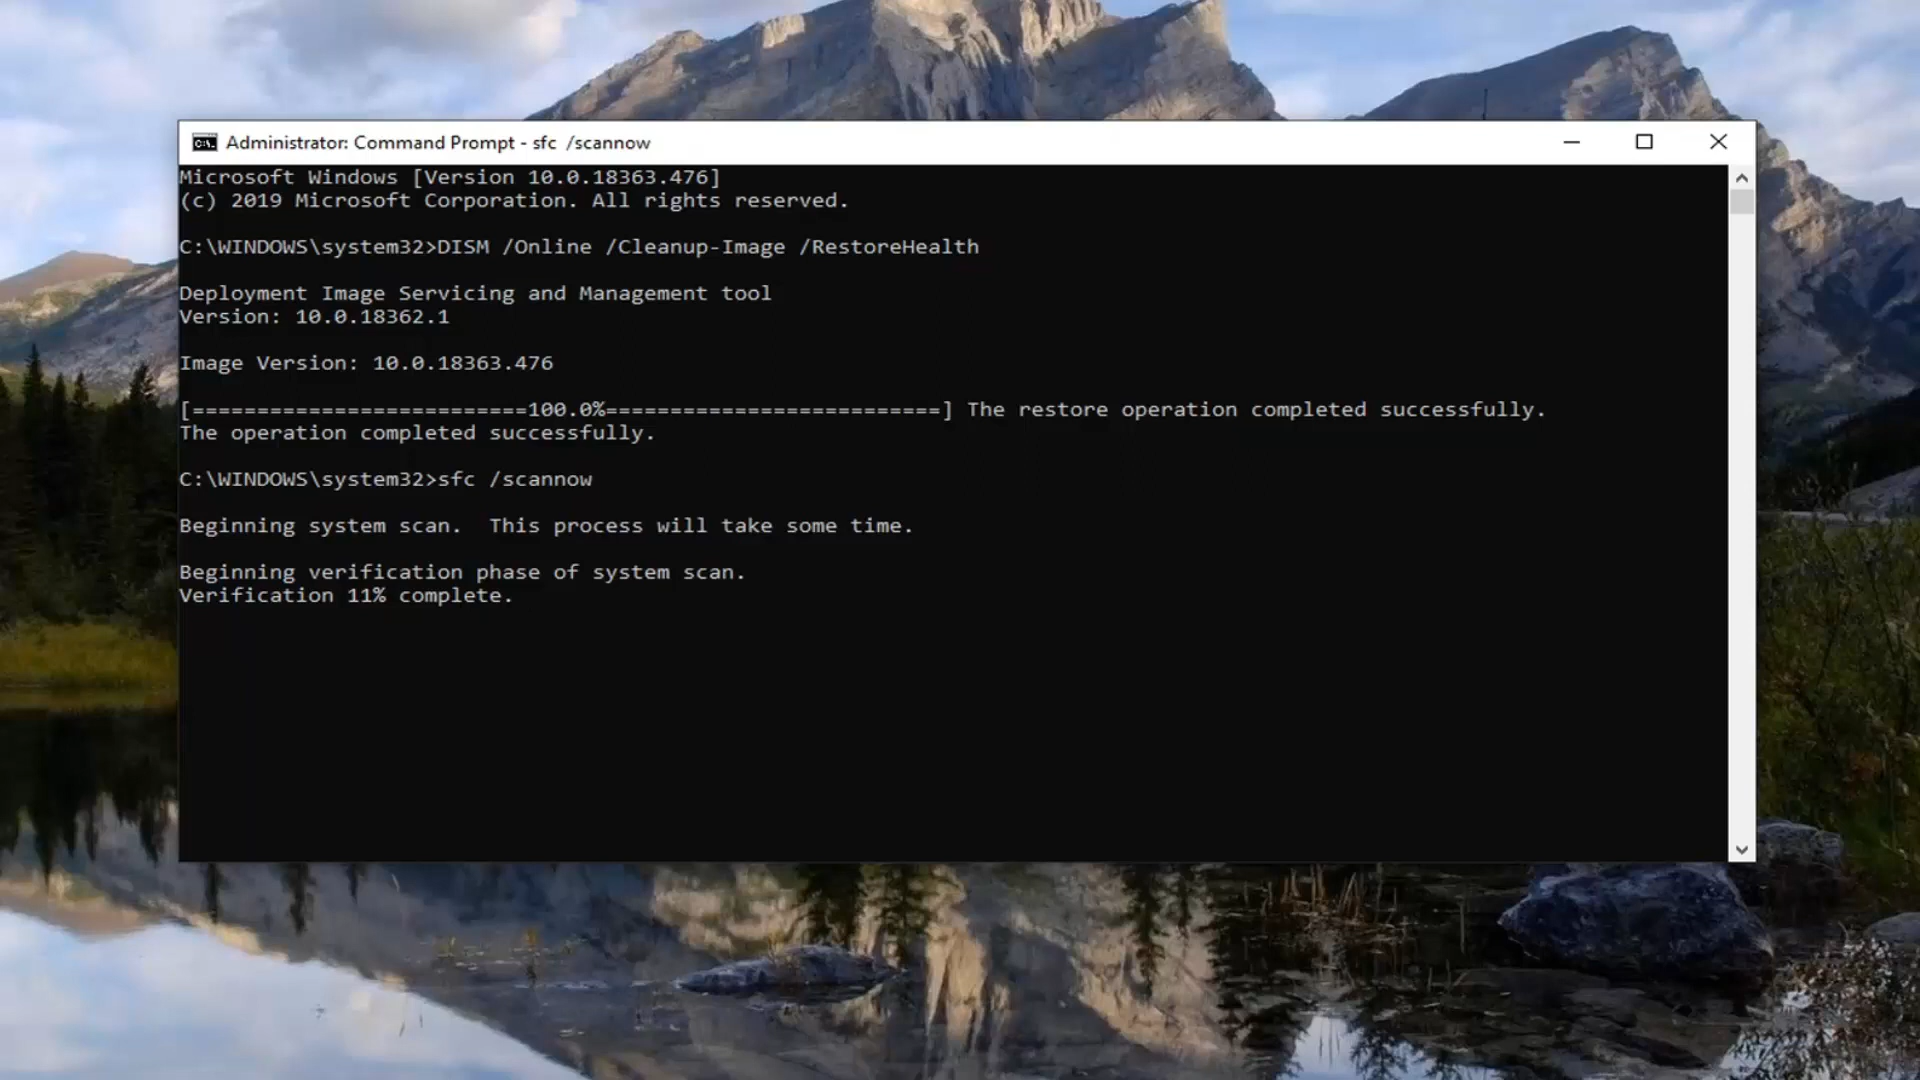 Administrator: Command Prompt - sfc  /scannow
Microsoft Windows [Version 10.0.18363.476]
(c) 2019 Microsoft Corporation. All rights reserved.
C:\WINDOWS\system32>DISM /Online /Cleanup-Image /RestoreHealth
Deployment Image Servicing and Management tool
Version: 10.0.18362.1
Image Version: 10.0.18363.476
[==========================100.0%==========================] The restore operation completed successfully.
The operation completed successfully.
C:\WINDOWS\system32>sfc /scannow
Beginning system scan.  This process will take some time.
Beginning verification phase of system scan.
Verification 11% complete.